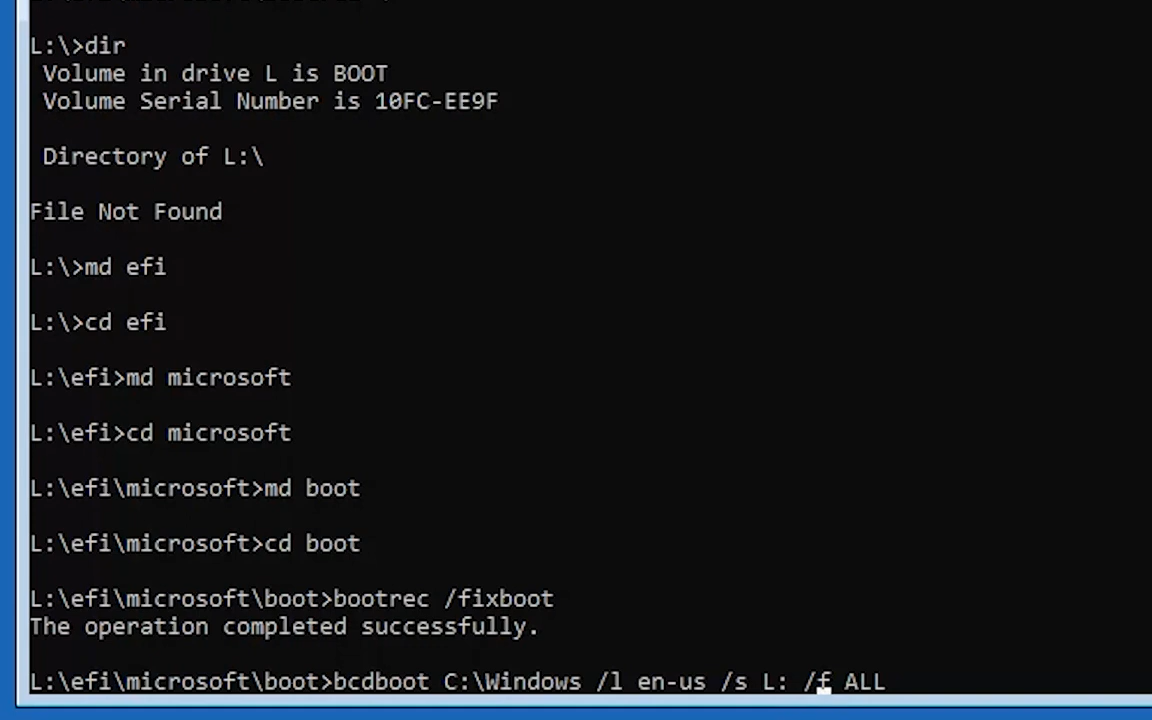 L:\>dir
Volume in drive L is BOOT
Volume Serial Number is 10FC-EE9F
Directory of L:\
File Not Found
L:\>md efi
L:\>cd efi
L:\efi>md microsoft
L:\efi>cd microsoft
L:\efi\microsoft>md boot
L:\efi\microsoft>cd boot
L:\efi\microsoft\boot>bootrec /fixboot
The operation completed successfully.
L:\efi\microsoft\boot>bcdboot C:\Windows /l en-us /s L: /f ALL